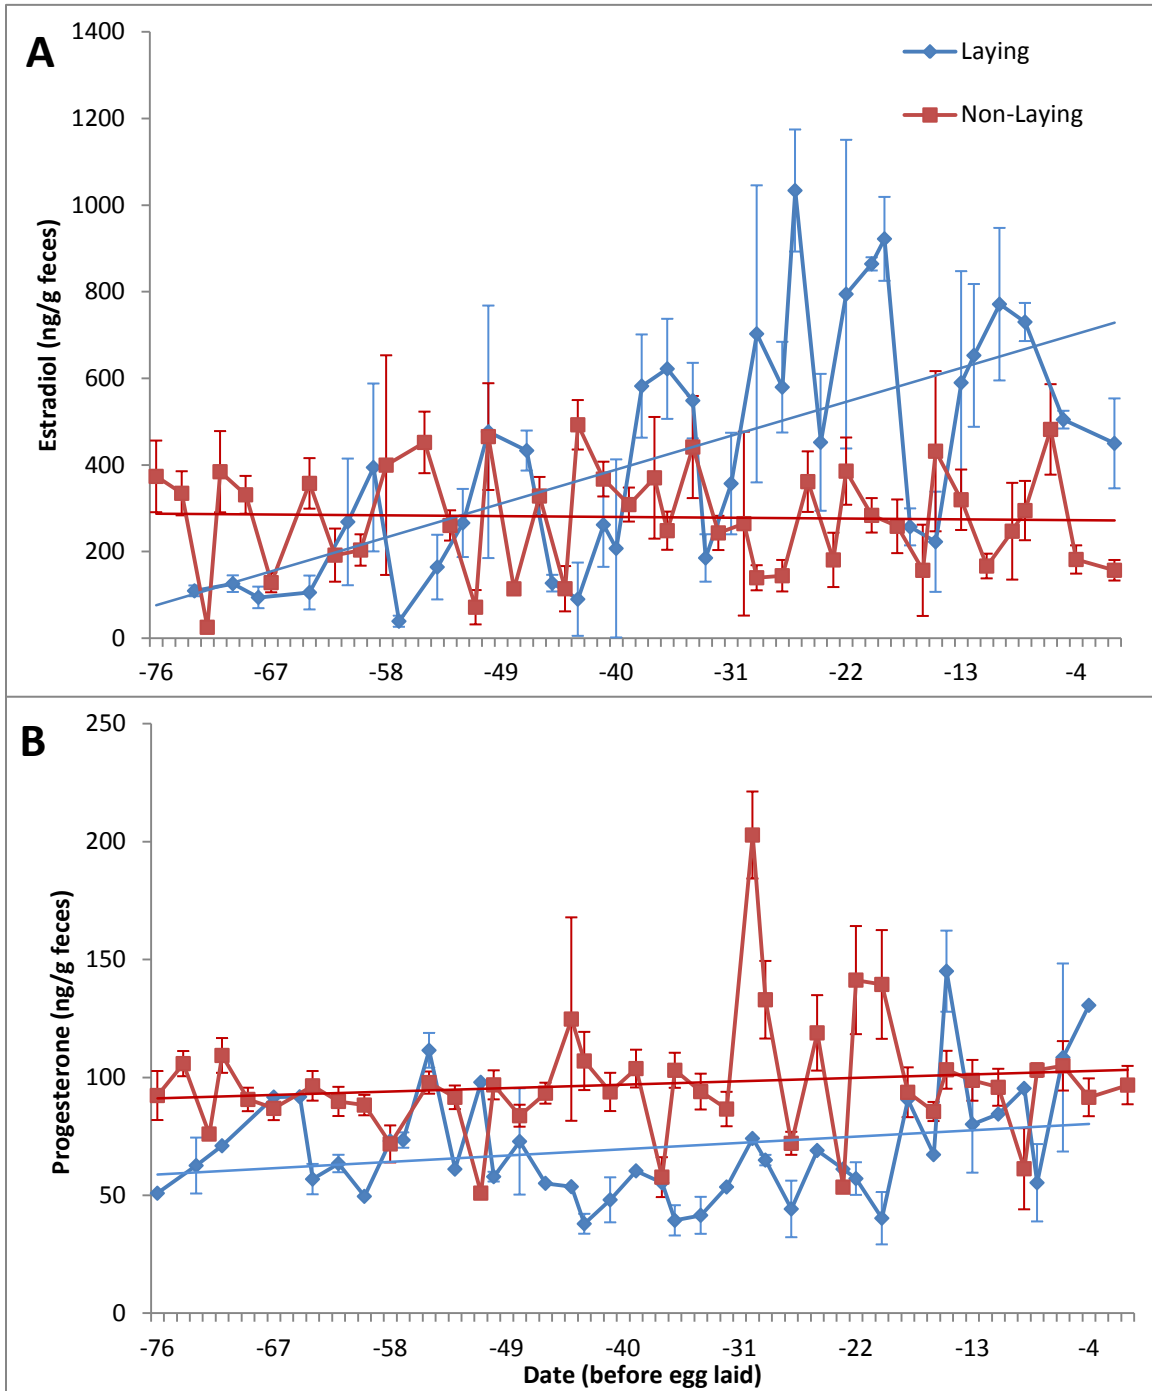 A
Laying
Non-Laying
Estradiol (ng/g feces)
1400
1200
1000
800
600
400
200
0
-76 -67 -58 -49 -40 -31 -22 -13 -4
B
Progesterone (ng/g feces)
250
200
150
100
50
0
-76 -67 -58 -49 -40 -31 -22 -13 -4
Date (before egg laid)